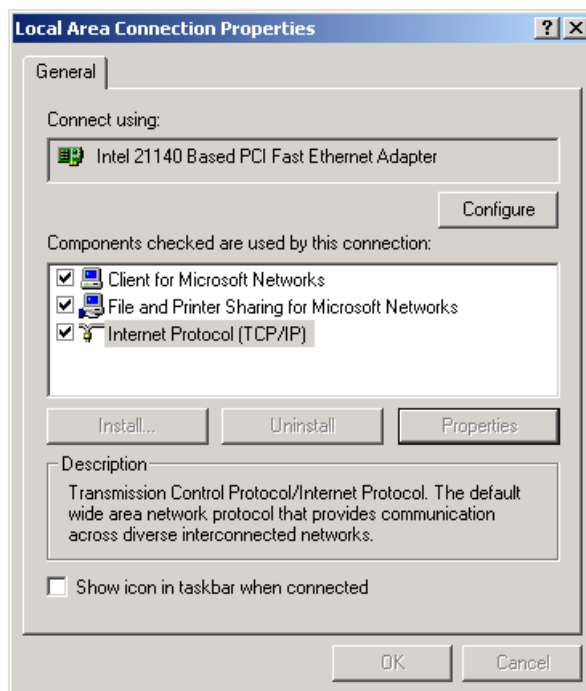 Local Area Connection Properties
General
Connect using:
Intel 21140 Based PCI Fast Ethernet Adapter
Configure
Components checked are used by this connection:
Client for Microsoft Networks
File and Printer Sharing for Microsoft Networks
Internet Protocol (TCP/IP)
Install... Uninstall Properties
Description
Transmission Control Protocol/Internet Protocol. The default
wide area network protocol that provides communication
across diverse interconnected networks.
Show icon in taskbar when connected
OK Cancel